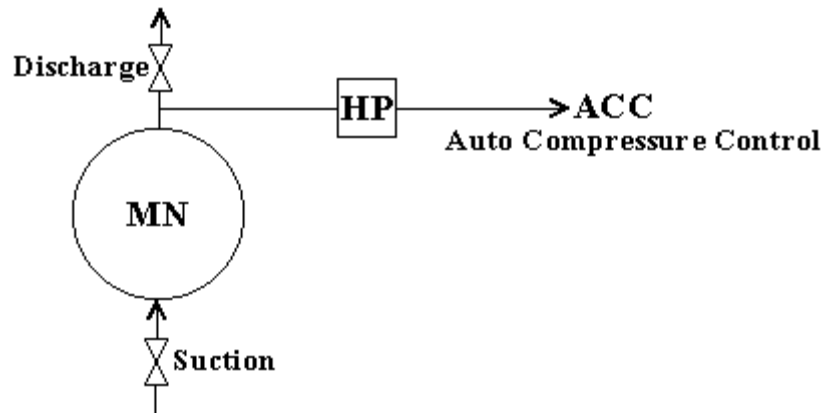 Discharge
HP
ACC
Auto Compressure Control
MN
Suction